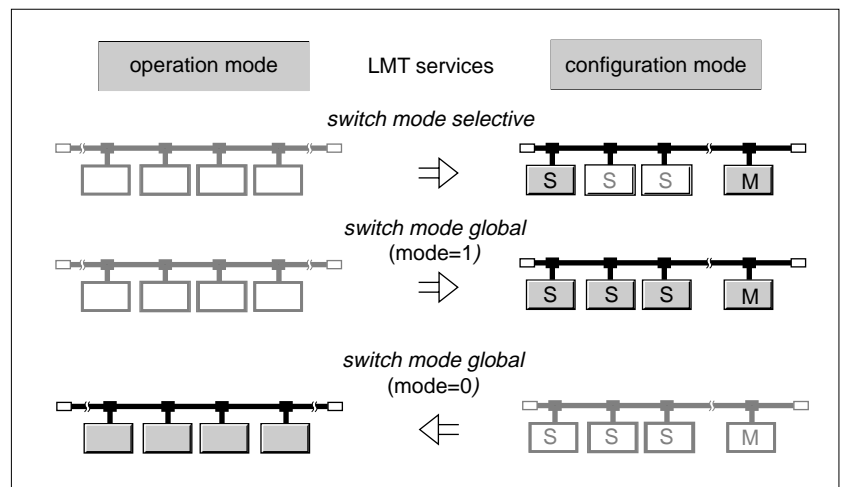 operation mode LMT services configuration mode
switch mode selective
S S S M
switch mode global
(mode=1)
S S S M
switch mode global
(mode=0)
S S S M